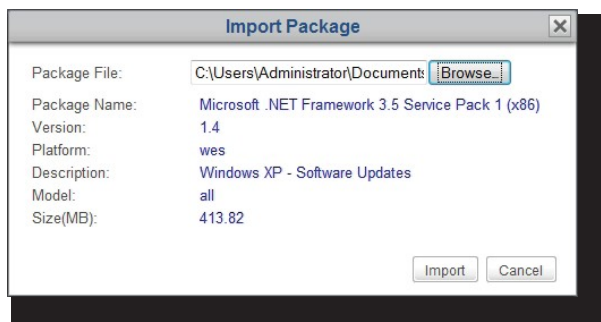 Import Package
Package File: C:\Users\Administrator\Documents Browse...
Package Name: Microsoft .NET Framework 3.5 Service Pack 1 (x86)
Version: 1.4
Platform: wes
Description: Windows XP - Software Updates
Model: all
Size(MB): 413.82
Import Cancel